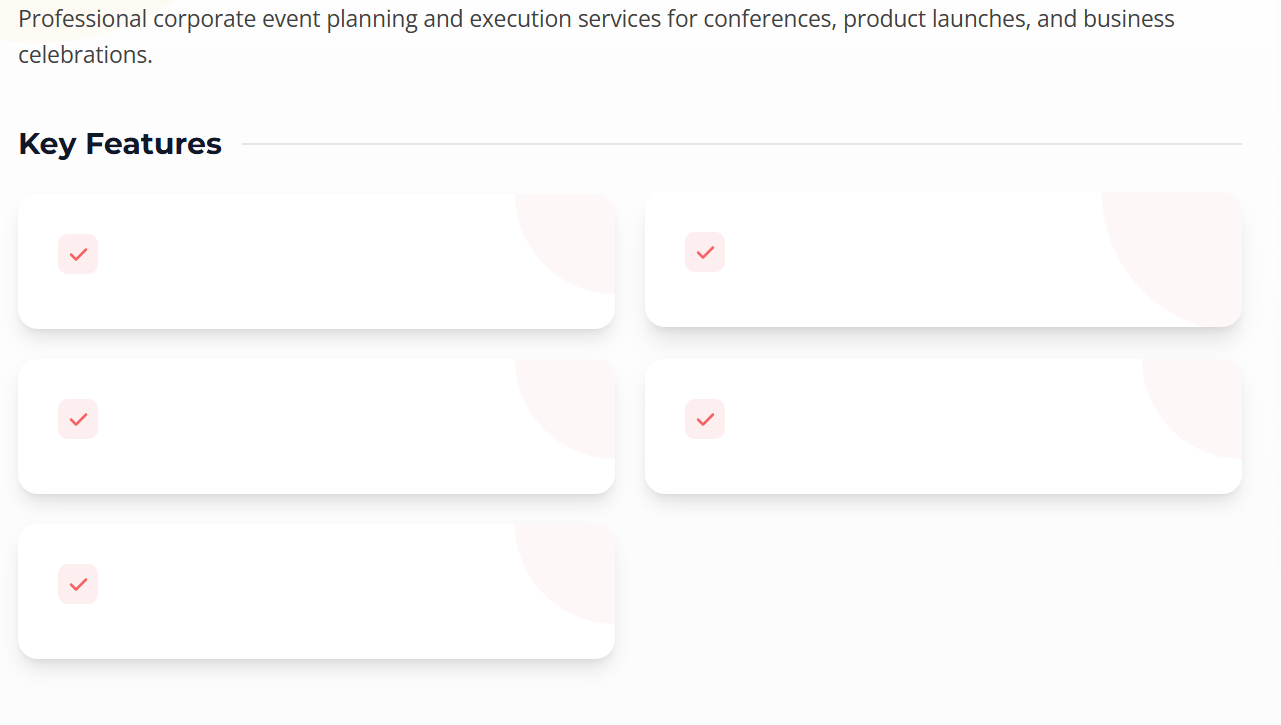 Professional corporate event planning and execution services for conferences, product launches, and business
celebrations.
Key Features